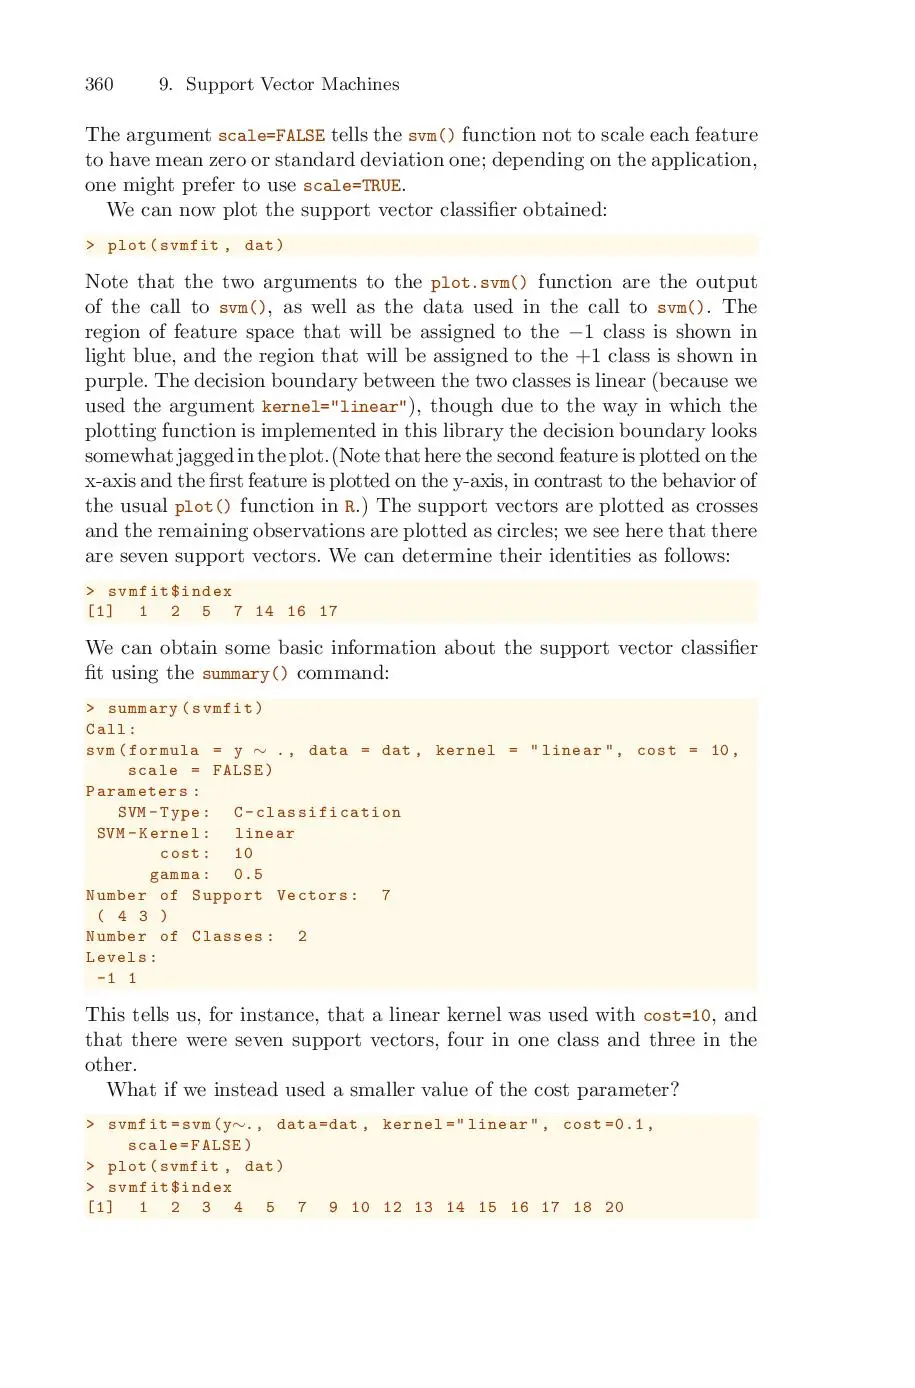 360 9. Support Vector Machines
The argument scale=FALSE tells the svm() function not to scale each feature
to have mean zero or standard deviation one; depending on the application,
one might prefer to use scale=TRUE.
We can now plot the support vector classifier obtained:
> plot(svmfit , dat)
Note that the two arguments to the plot.svm() function are the output
of the call to svm(), as well as the data used in the call to svm(). The
region of feature space that will be assigned to the −1 class is shown in
light blue, and the region that will be assigned to the +1 class is shown in
purple. The decision boundary between the two classes is linear (because we
used the argument kernel="linear"), though due to the way in which the
plotting function is implemented in this library the decision boundary looks
somewhat jagged in the plot. (Note that here the second feature is plotted on the
x-axis and the first feature is plotted on the y-axis, in contrast to the behavior of
the usual plot() function in R.) The support vectors are plotted as crosses
and the remaining observations are plotted as circles; we see here that there
are seven support vectors. We can determine their identities as follows:
> svmfit$index
[1] 1 2 5 7 14 16 17
We can obtain some basic information about the support vector classifier
fit using the summary() command:
> summary(svmfit)
Call:
svm(formula = y ∼ ., data = dat, kernel = "linear", cost = 10,
scale = FALSE)
Parameters:
SVM-Type: C-classification
SVM-Kernel: linear
cost: 10
gamma: 0.5
Number of Support Vectors: 7
( 4 3 )
Number of Classes: 2
Levels:
-1 1
This tells us, for instance, that a linear kernel was used with cost=10, and
that there were seven support vectors, four in one class and three in the
other.
What if we instead used a smaller value of the cost parameter?
> svmfit=svm(y∼., data=dat, kernel="linear", cost=0.1,
scale=FALSE)
> plot(svmfit , dat)
> svmfit$index
[1] 1 2 3 4 5 7 9 10 12 13 14 15 16 17 18 20